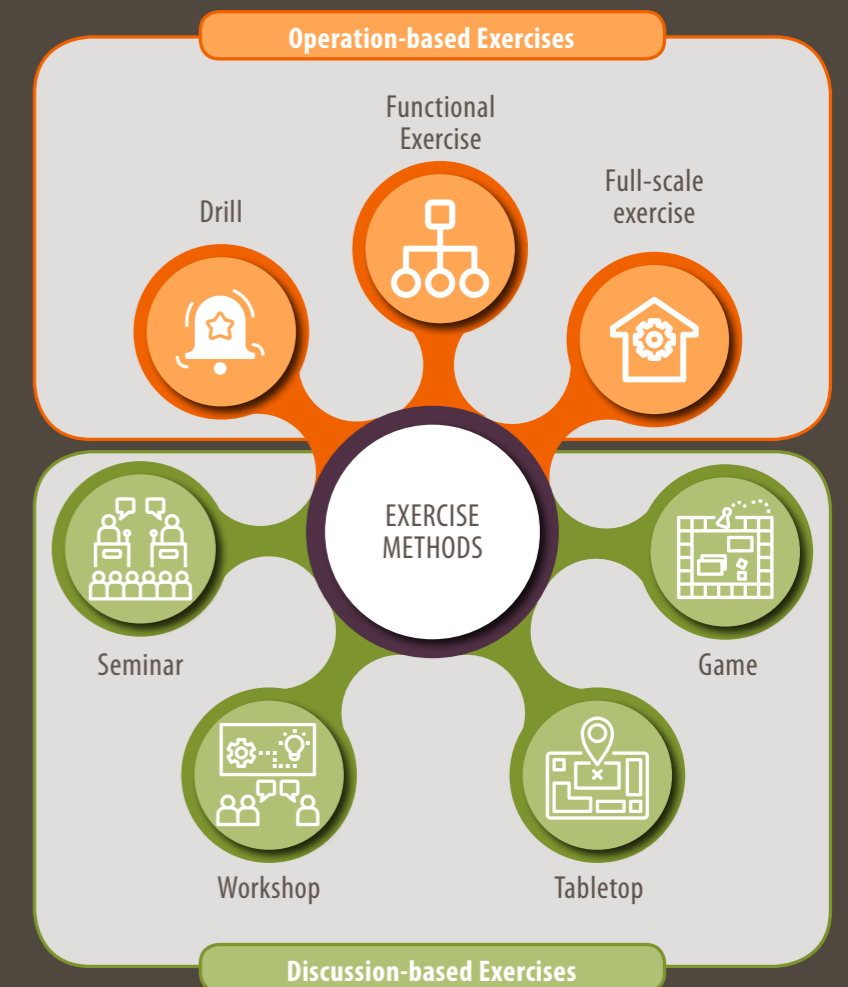 Operation-based Exercises
Functional
Exercise
Full-scale
exercise
Drill
EXERCISE
METHODS
Seminar
Game
Workshop
Tabletop
Discussion-based Exercises